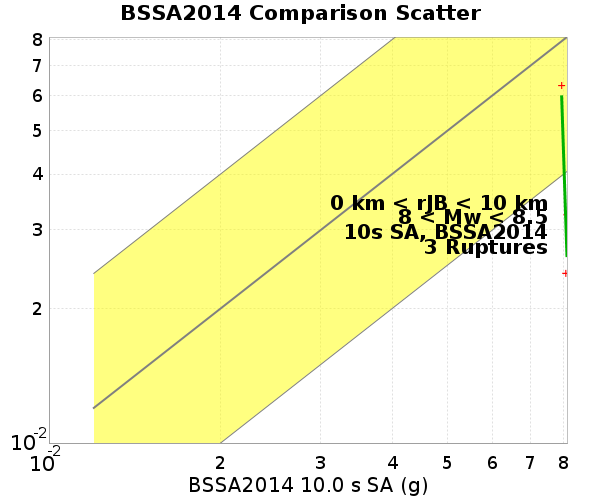 BSSA2014 Comparison Scatter
8
7
6
5
4
3
2
10-2
0 km < rJB < 10 km
8 < Mw < 8.5
10s SA, BSSA2014
3 Ruptures
10-2 2 3 4 5 6 7 8
BSSA2014 10.0 s SA (g)